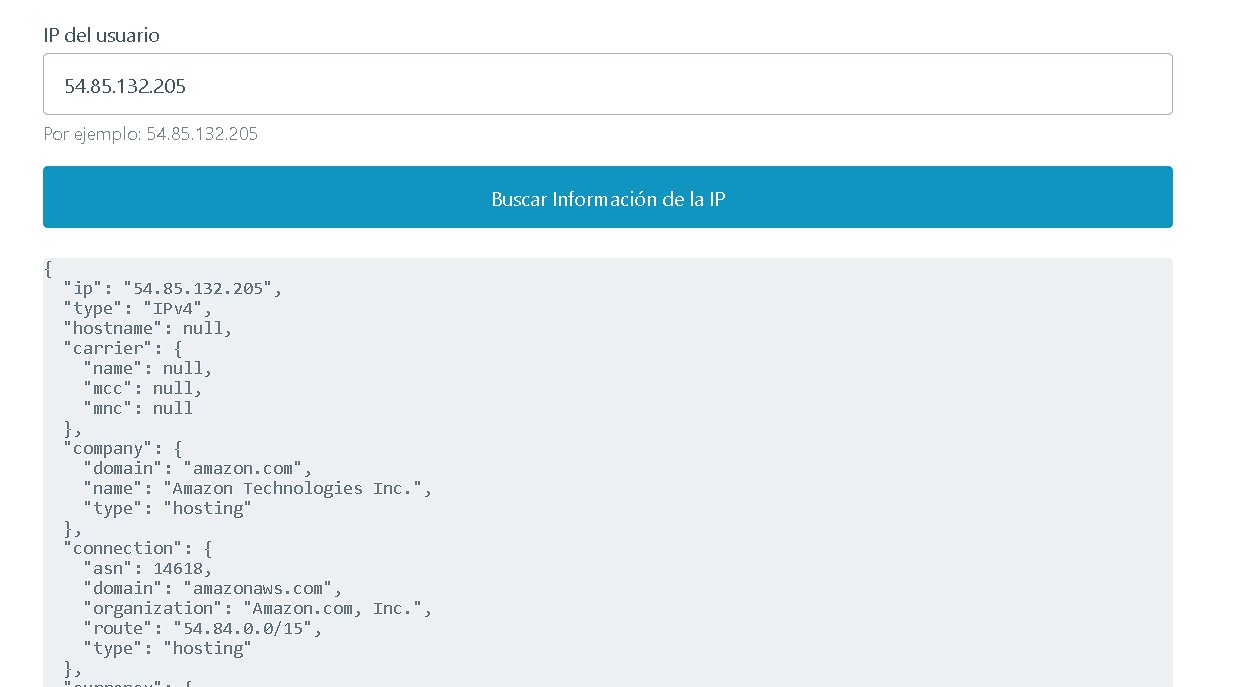 IP del usuario
54.85.132.205
Por ejemplo: 54.85.132.205
Buscar Información de la IP
{
  "ip": "54.85.132.205",
  "type": "IPv4",
  "hostname": null,
  "carrier": {
    "name": null,
    "mcc": null,
    "mnc": null
  },
  "company": {
    "domain": "amazon.com",
    "name": "Amazon Technologies Inc.",
    "type": "hosting"
  },
  "connection": {
    "asn": 14618,
    "domain": "amazonaws.com",
    "organization": "Amazon.com, Inc.",
    "route": "54.84.0.0/15",
    "type": "hosting"
  },